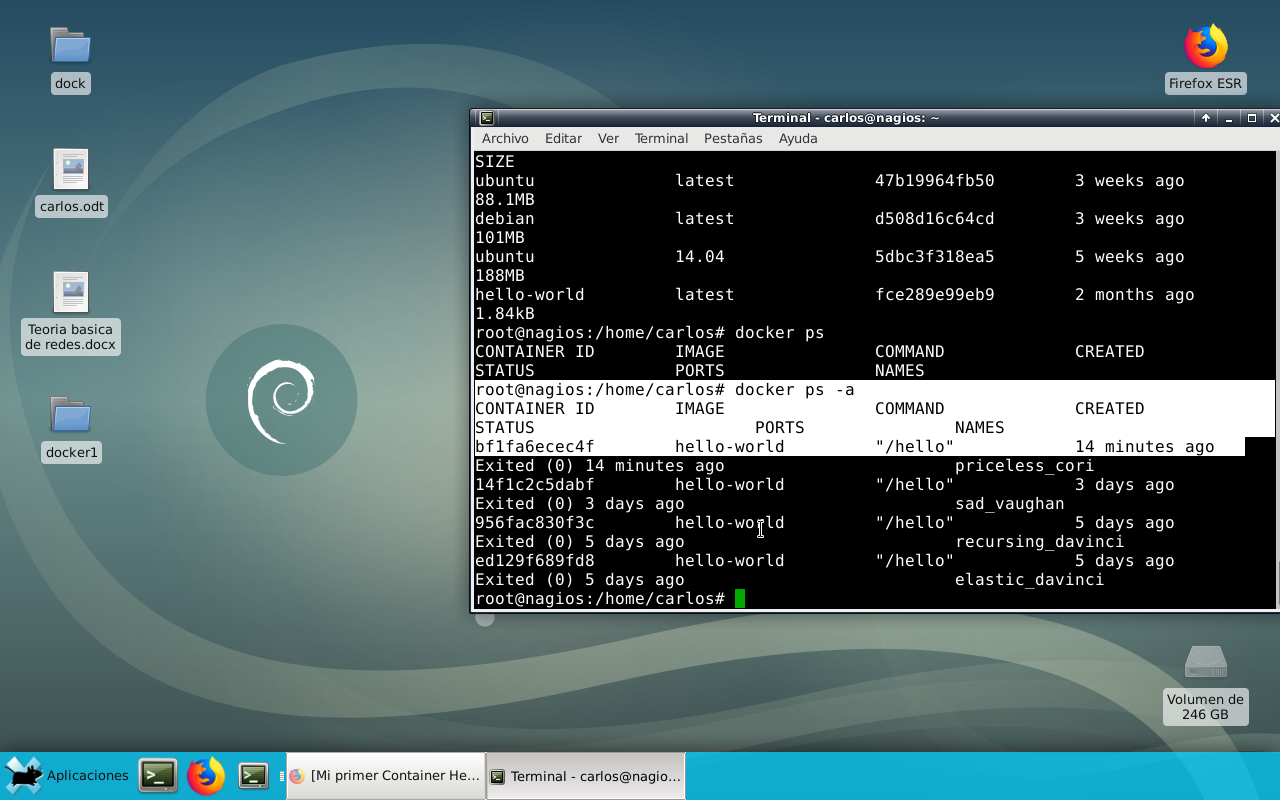 dock
Firefox ESR
carlos.odt
Teoria basica
de redes.docx
docker1
Terminal - carlos@nagios: ~
Archivo Editar Ver Terminal Pestañas Ayuda
SIZE
ubuntu latest 47b19964fb50 3 weeks ago
88.1MB
debian latest d508d16c64cd 3 weeks ago
101MB
ubuntu 14.04 5dbc3f318ea5 5 weeks ago
188MB
hello-world latest fce289e99eb9 2 months ago
1.84kB
root@nagios:/home/carlos# docker ps
CONTAINER ID IMAGE COMMAND CREATED
STATUS PORTS NAMES
root@nagios:/home/carlos# docker ps -a
CONTAINER ID IMAGE COMMAND CREATED
STATUS PORTS NAMES
bf1fa6ecec4f hello-world "/hello" 14 minutes ago
Exited (0) 14 minutes ago priceless_cori
14f1c2c5dabf hello-world "/hello" 3 days ago
Exited (0) 3 days ago sad_vaughan
956fac830f3c hello-world "/hello" 5 days ago
Exited (0) 5 days ago recursing_davinci
ed129f689fd8 hello-world "/hello" 5 days ago
Exited (0) 5 days ago elastic_davinci
root@nagios:/home/carlos#
Volumen de
246 GB
Aplicaciones
[Mi primer Container He...
Terminal - carlos@nagio...